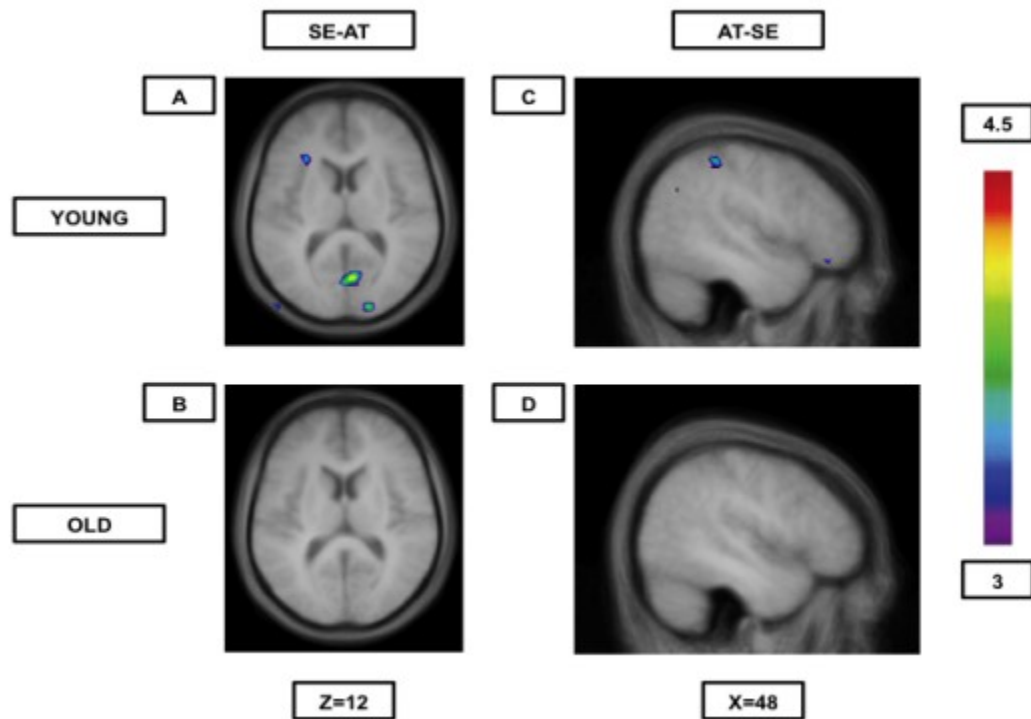 SE-AT
AT-SE
A
C
4.5
YOUNG
B
D
OLD
3
Z=12
X=48